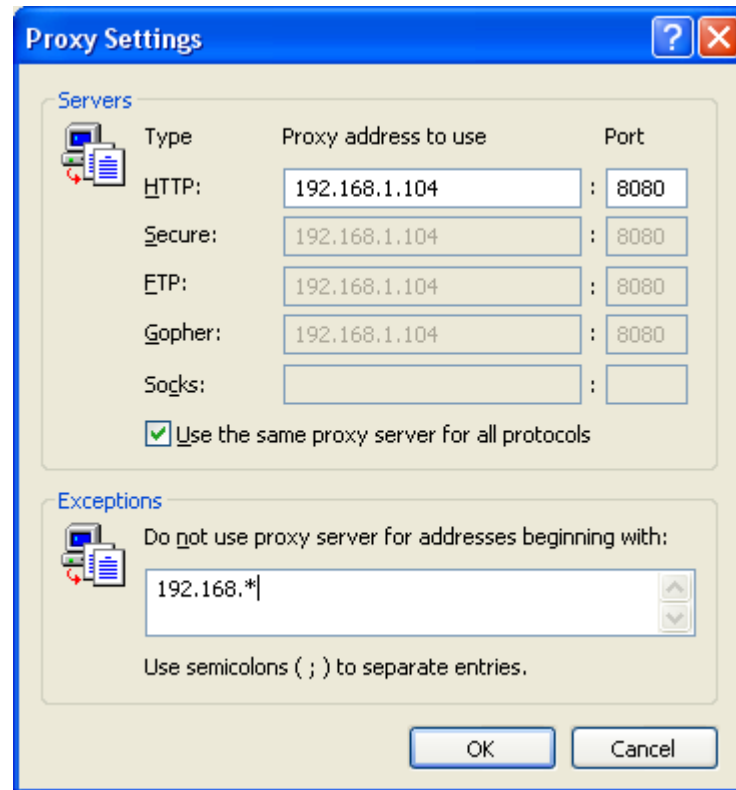 Proxy Settings
Servers
Type Proxy address to use Port
HTTP: 192.168.1.104 : 8080
Secure: 192.168.1.104 : 8080
FTP: 192.168.1.104 : 8080
Gopher: 192.168.1.104 : 8080
Socks: :
Use the same proxy server for all protocols
Exceptions
Do not use proxy server for addresses beginning with:
192.168.*
Use semicolons ( ; ) to separate entries.
OK Cancel